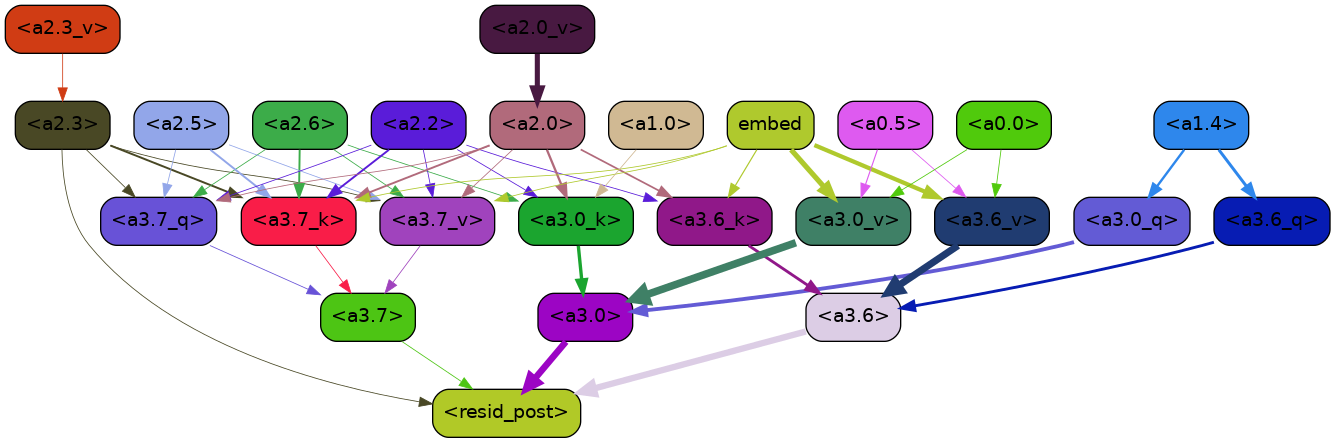 <a2.3_v>
<a2.0_v>
<a2.3>
<a2.5>
<a2.6>
<a2.2>
<a2.0>
<a1.0>
embed
<a0.5>
<a0.0>
<a1.4>
<a3.7_q>
<a3.7_k>
<a3.7_v>
<a3.0_k>
<a3.6_k>
<a3.0_v>
<a3.6_v>
<a3.0_q>
<a3.6_q>
<a3.7>
<a3.0>
<a3.6>
<resid_post>